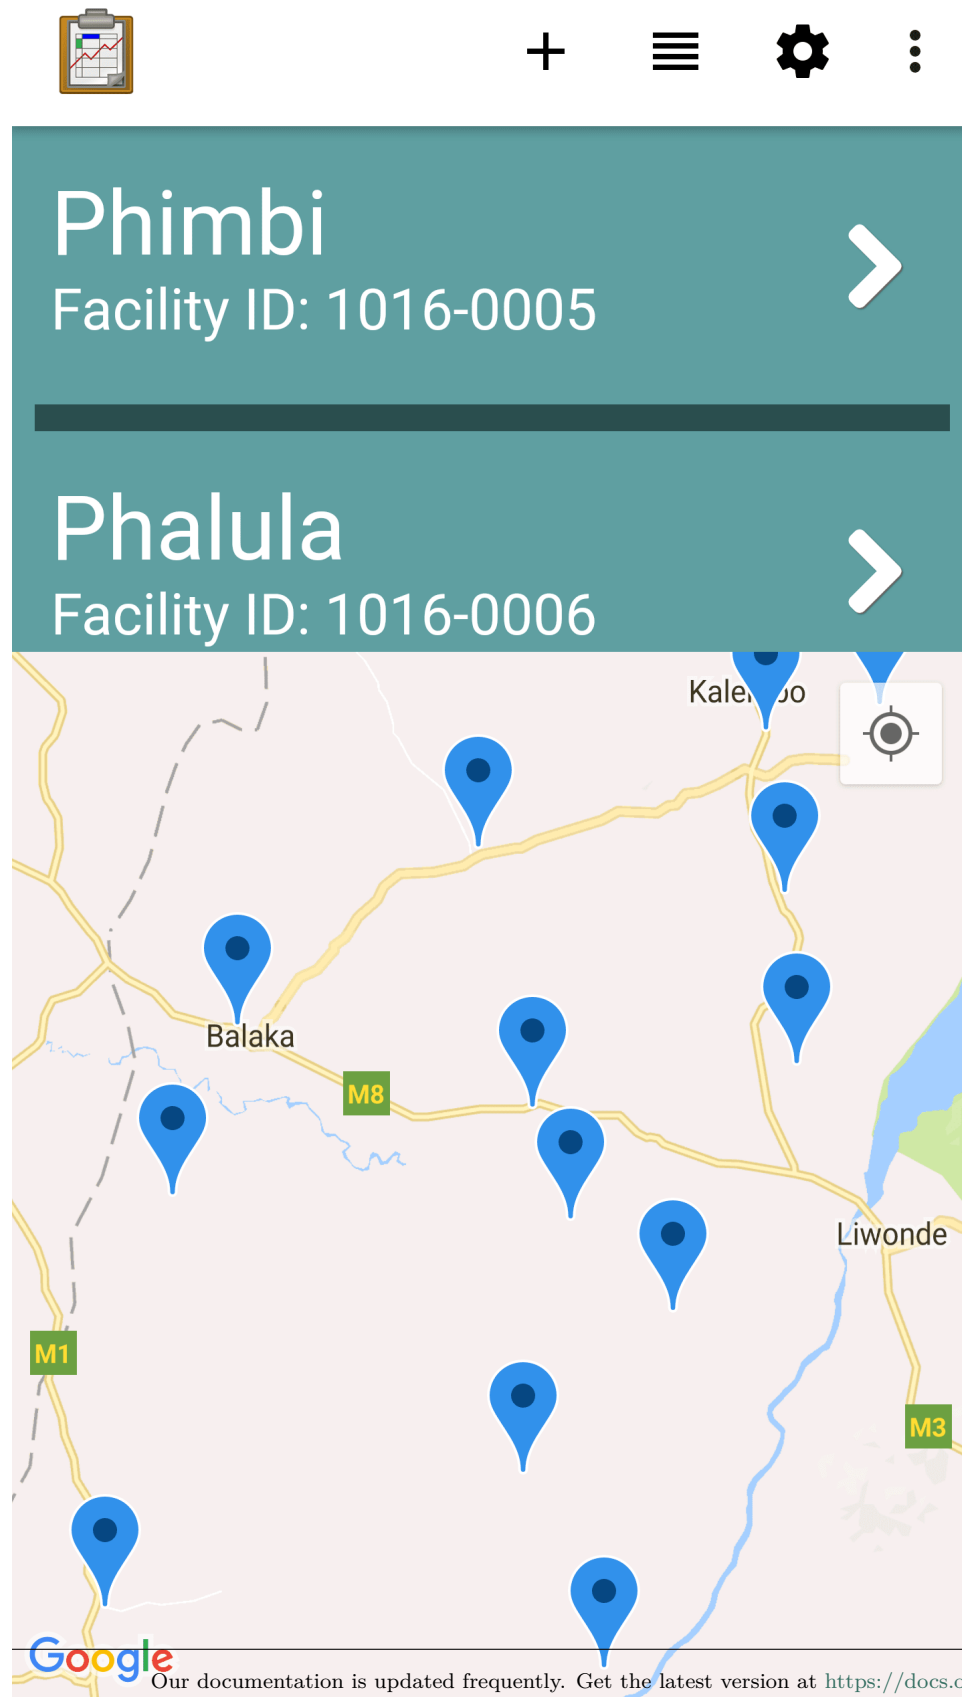 Phimbi
Facility ID: 1016-0005
Phalula
Facility ID: 1016-0006
Balaka
M8
Liwonde
M1
M3
Google
Our documentation is updated frequently. Get the latest version at https://docs.